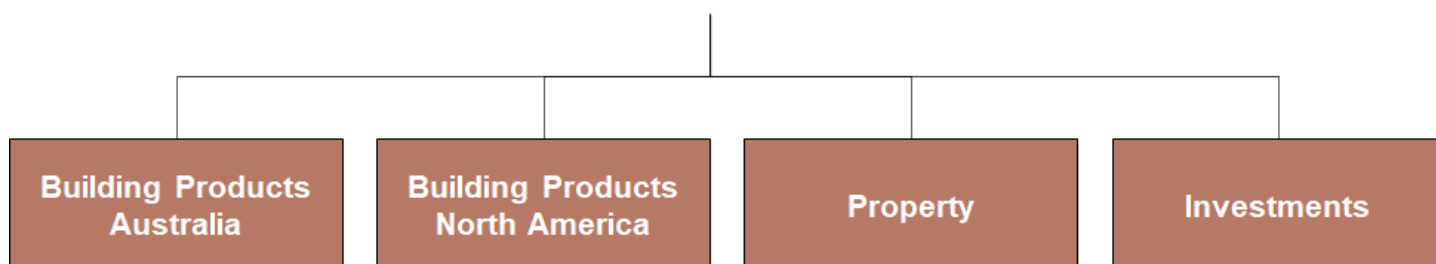 Building Products
Australia
Building Products
North America
Property
Investments